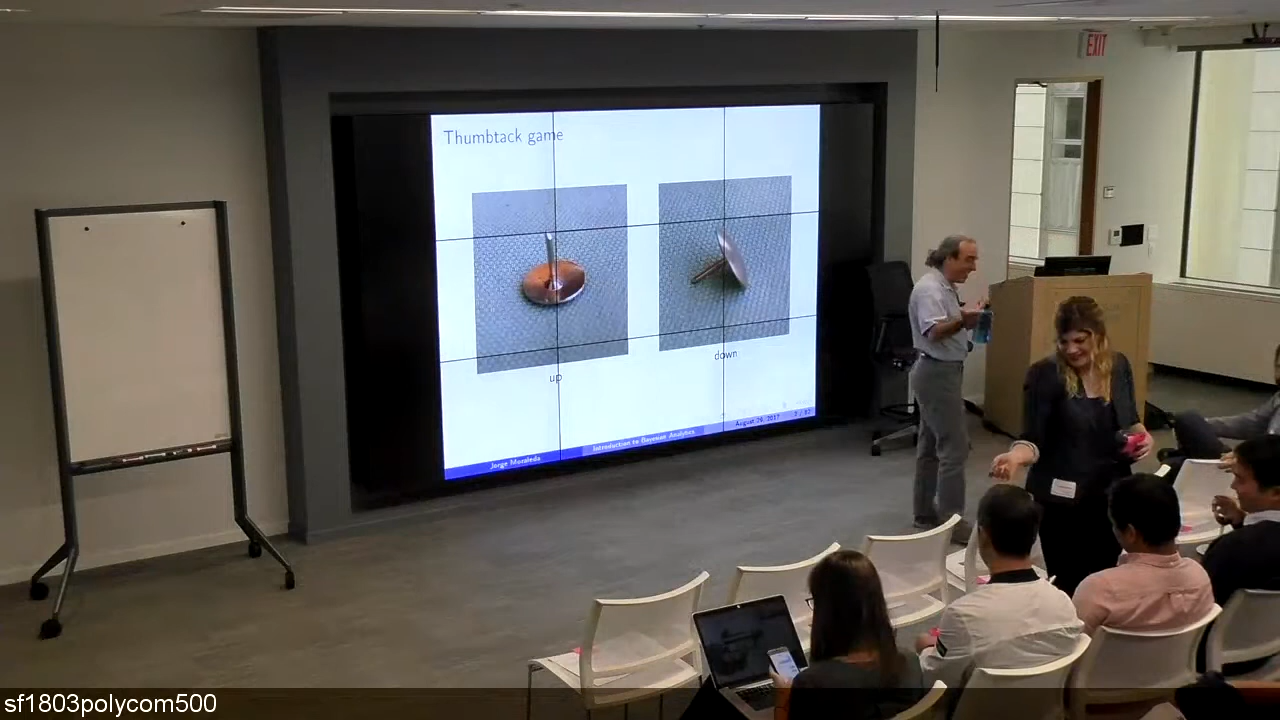 EXIT
Thumbtack game
up
down
Jorge Moraleda
Introduction to Bayesian Analytics
August 29, 2017
sf1803polycom500